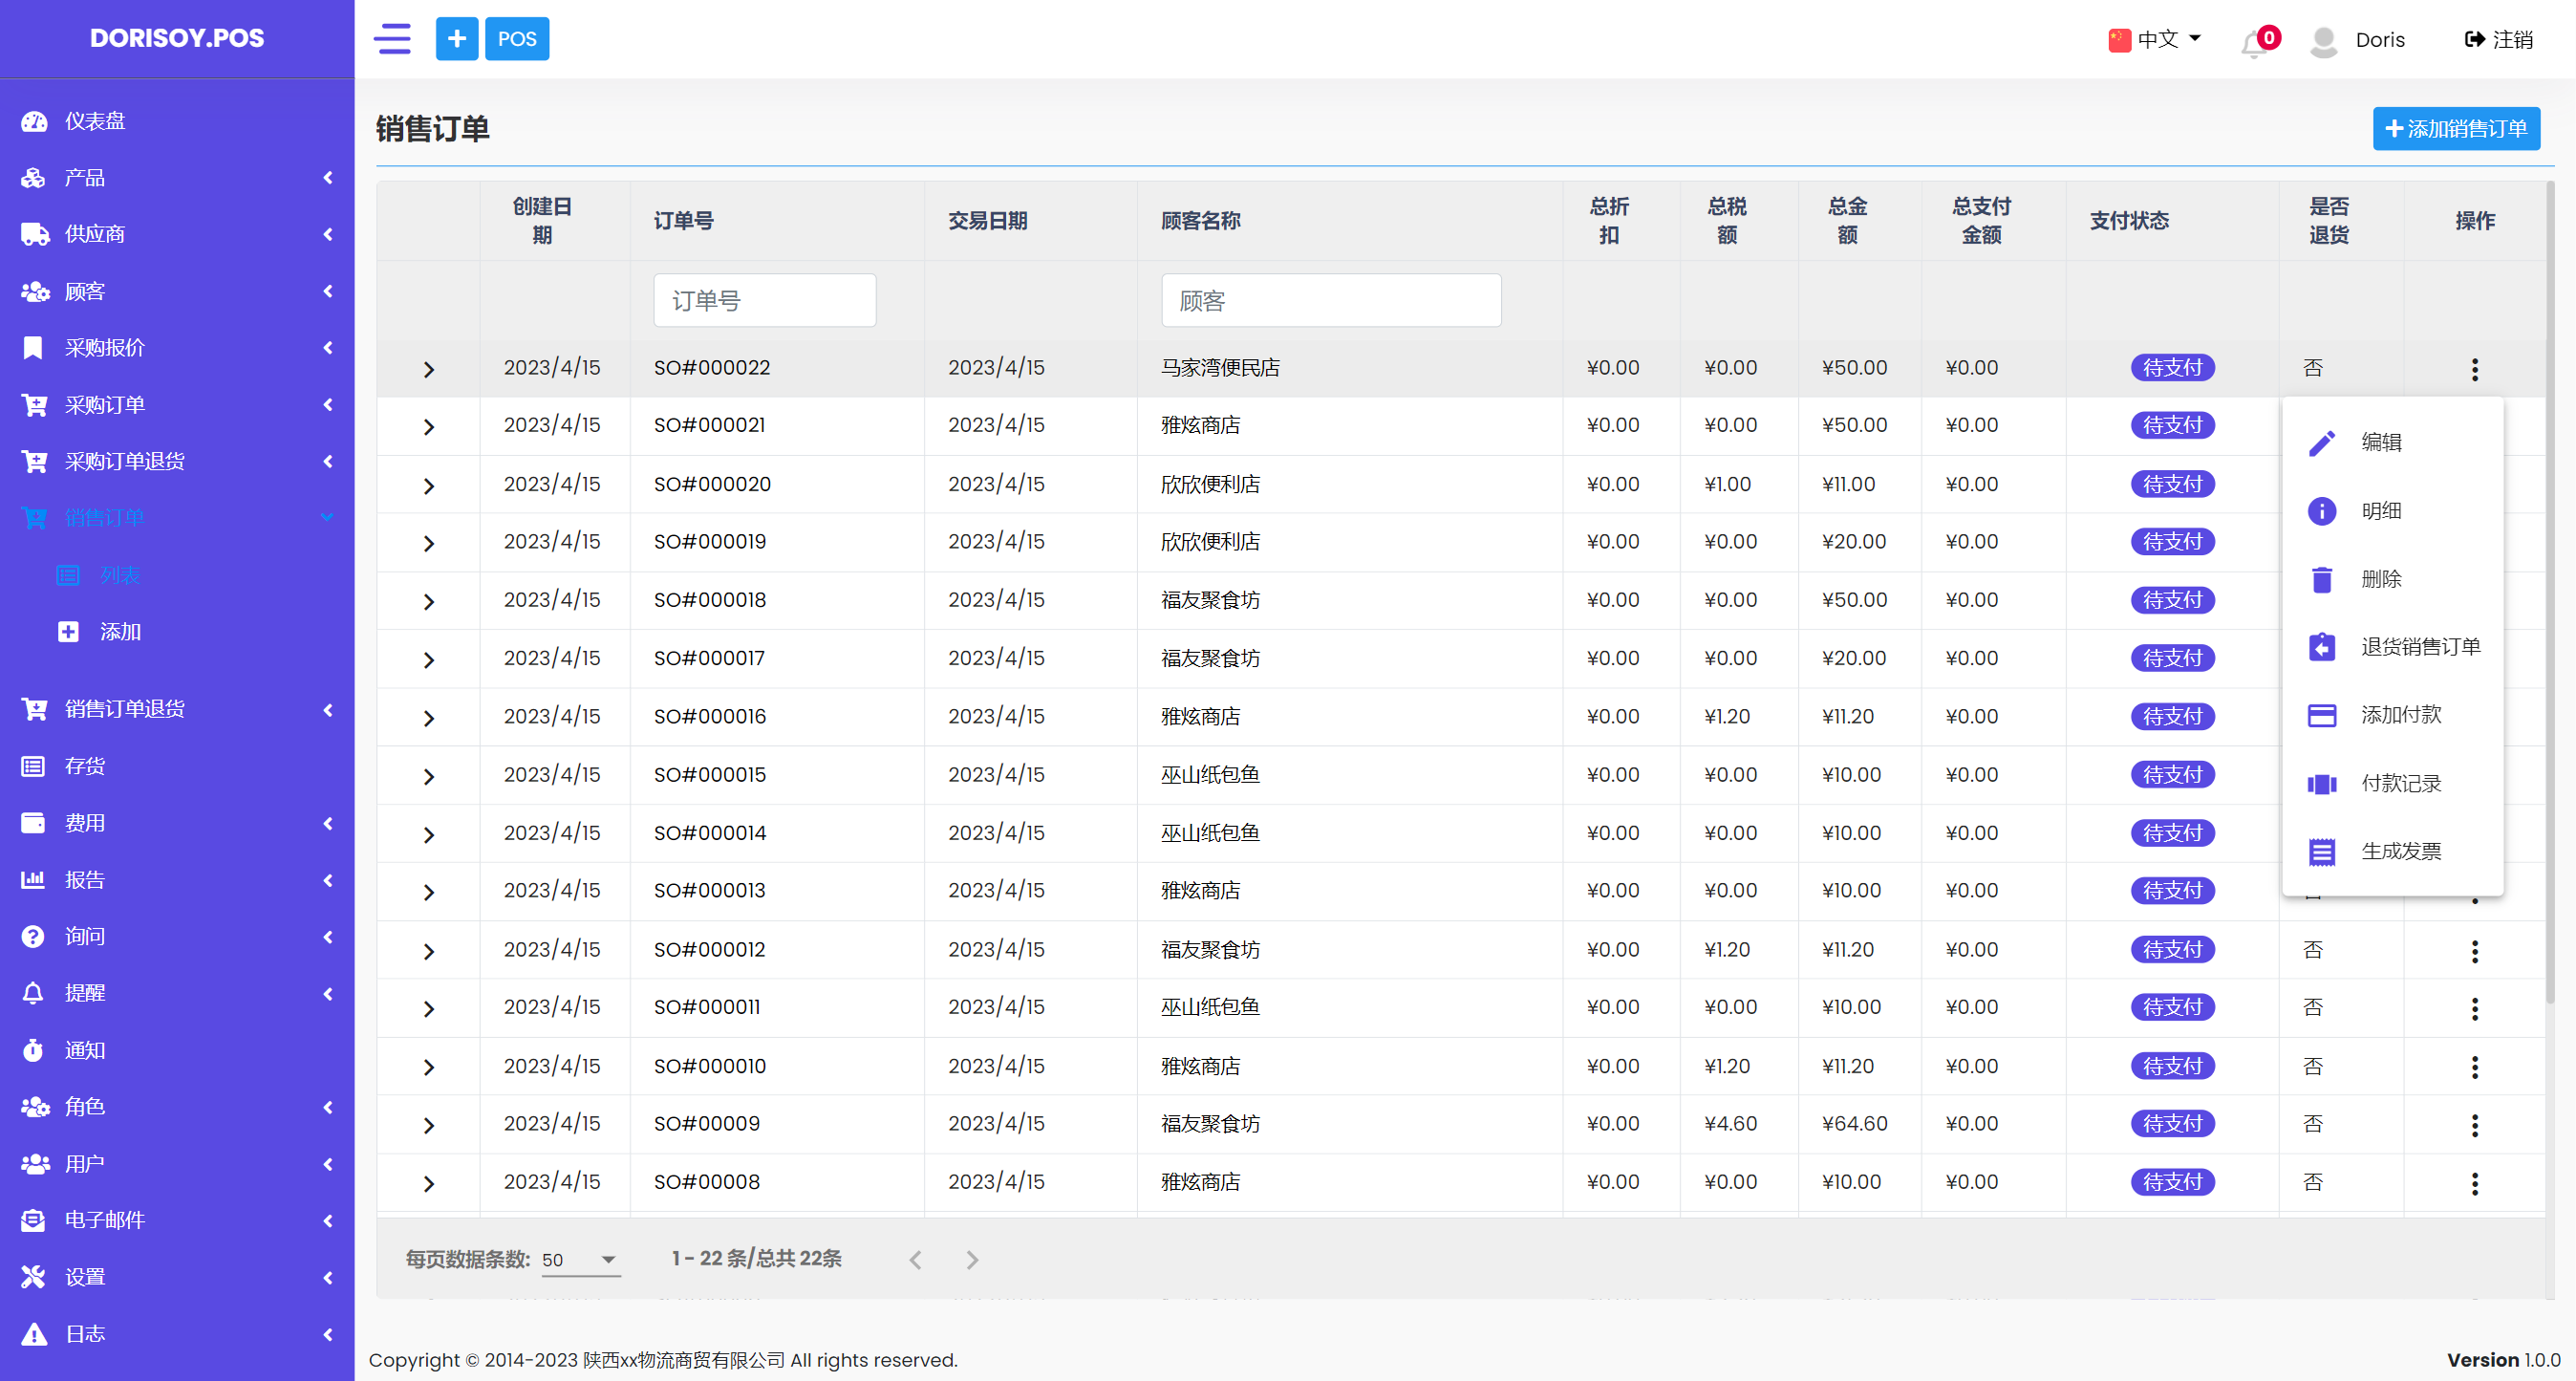 DORISOY.POS
POS
中文
0
Doris
注销
仪表盘
产品
供应商
顾客
采购报价
采购订单
采购订单退货
销售订单
列表
添加
销售订单退货
存货
费用
报告
询问
提醒
通知
角色
用户
电子邮件
设置
日志
销售订单
添加销售订单
创建日期 订单号 交易日期 顾客名称 总折扣 总税额 总金额 总支付金额 支付状态 是否退货 操作
订单号 顾客
2023/4/15 SO#000022 2023/4/15 马家湾便民店 ¥0.00 ¥0.00 ¥50.00 ¥0.00 待支付 否
2023/4/15 SO#000021 2023/4/15 雅炫商店 ¥0.00 ¥0.00 ¥50.00 ¥0.00 待支付
2023/4/15 SO#000020 2023/4/15 欣欣便利店 ¥0.00 ¥1.00 ¥11.00 ¥0.00 待支付
2023/4/15 SO#000019 2023/4/15 欣欣便利店 ¥0.00 ¥0.00 ¥20.00 ¥0.00 待支付
2023/4/15 SO#000018 2023/4/15 福友聚食坊 ¥0.00 ¥0.00 ¥50.00 ¥0.00 待支付
2023/4/15 SO#000017 2023/4/15 福友聚食坊 ¥0.00 ¥0.00 ¥20.00 ¥0.00 待支付
2023/4/15 SO#000016 2023/4/15 雅炫商店 ¥0.00 ¥1.20 ¥11.20 ¥0.00 待支付
2023/4/15 SO#000015 2023/4/15 巫山纸包鱼 ¥0.00 ¥0.00 ¥10.00 ¥0.00 待支付
2023/4/15 SO#000014 2023/4/15 巫山纸包鱼 ¥0.00 ¥0.00 ¥10.00 ¥0.00 待支付
2023/4/15 SO#000013 2023/4/15 雅炫商店 ¥0.00 ¥0.00 ¥10.00 ¥0.00 待支付
2023/4/15 SO#000012 2023/4/15 福友聚食坊 ¥0.00 ¥1.20 ¥11.20 ¥0.00 待支付 否
2023/4/15 SO#000011 2023/4/15 巫山纸包鱼 ¥0.00 ¥0.00 ¥10.00 ¥0.00 待支付 否
2023/4/15 SO#000010 2023/4/15 雅炫商店 ¥0.00 ¥1.20 ¥11.20 ¥0.00 待支付 否
2023/4/15 SO#00009 2023/4/15 福友聚食坊 ¥0.00 ¥4.60 ¥64.60 ¥0.00 待支付 否
2023/4/15 SO#00008 2023/4/15 雅炫商店 ¥0.00 ¥0.00 ¥10.00 ¥0.00 待支付 否
编辑
明细
删除
退货销售订单
添加付款
付款记录
生成发票
每页数据条数: 50 1 - 22 条/总共 22条
Copyright © 2014-2023 陕西xx物流商贸有限公司 All rights reserved.
Version 1.0.0